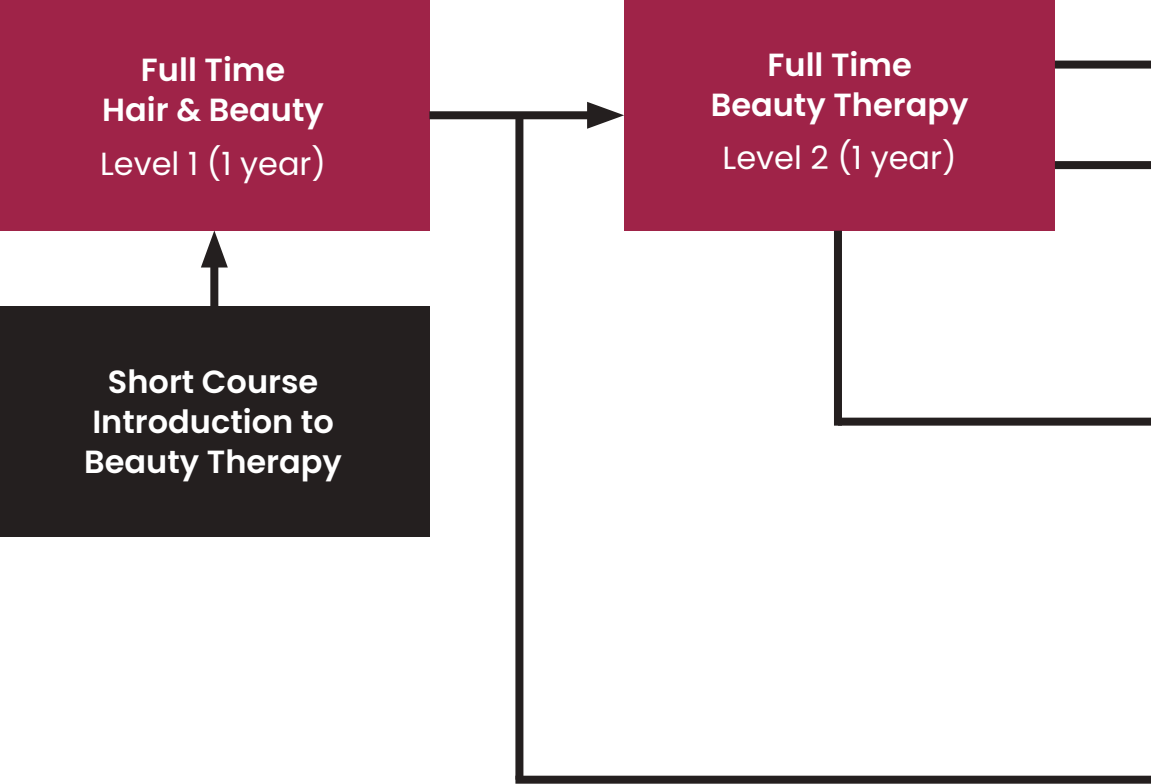 Full Time
Hair & Beauty
Level 1 (1 year)
Full Time
Beauty Therapy
Level 2 (1 year)
Short Course
Introduction to
Beauty Therapy